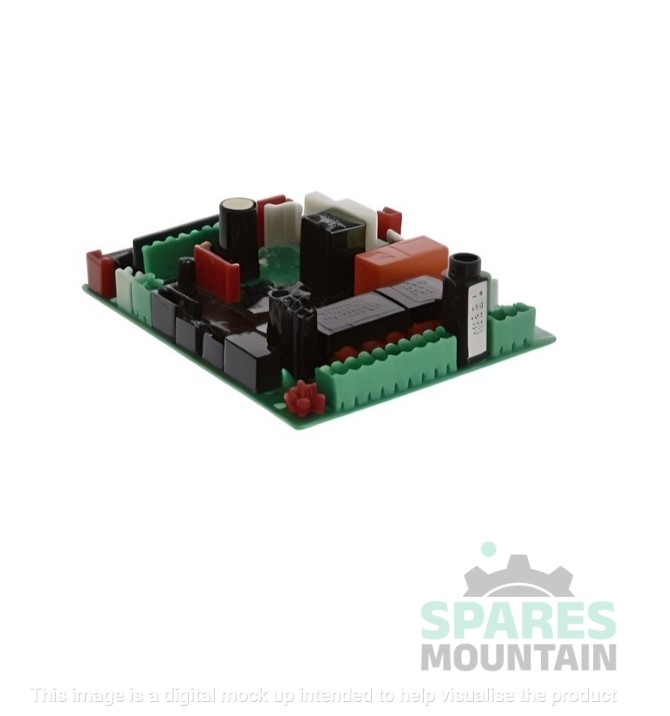 SPARES
MOUNTAIN
This image is a digital mock up intended to help visualise the product